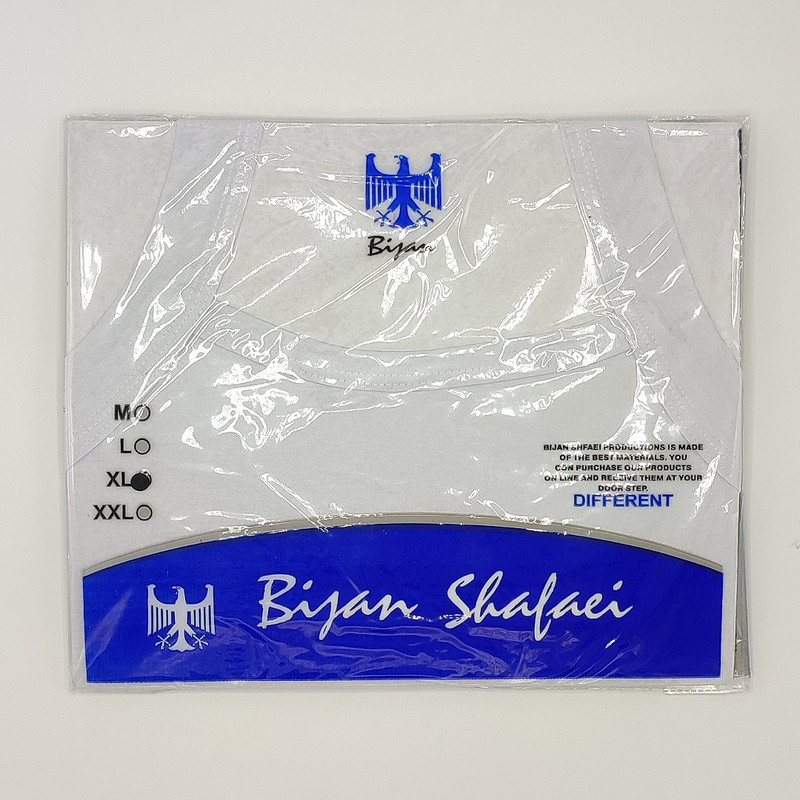 Bijan
M
L
XL
XXL
BIJAN SHFAEI PRODUCTIONS IS MADE
OF THE BEST MATERIALS. YOU
CON PURCHASE OUR PRODUCTS
ON LINE AND RECEIVE THEM AT YOUR
DOOR STEP.
DIFFERENT
Bijan Shafaei